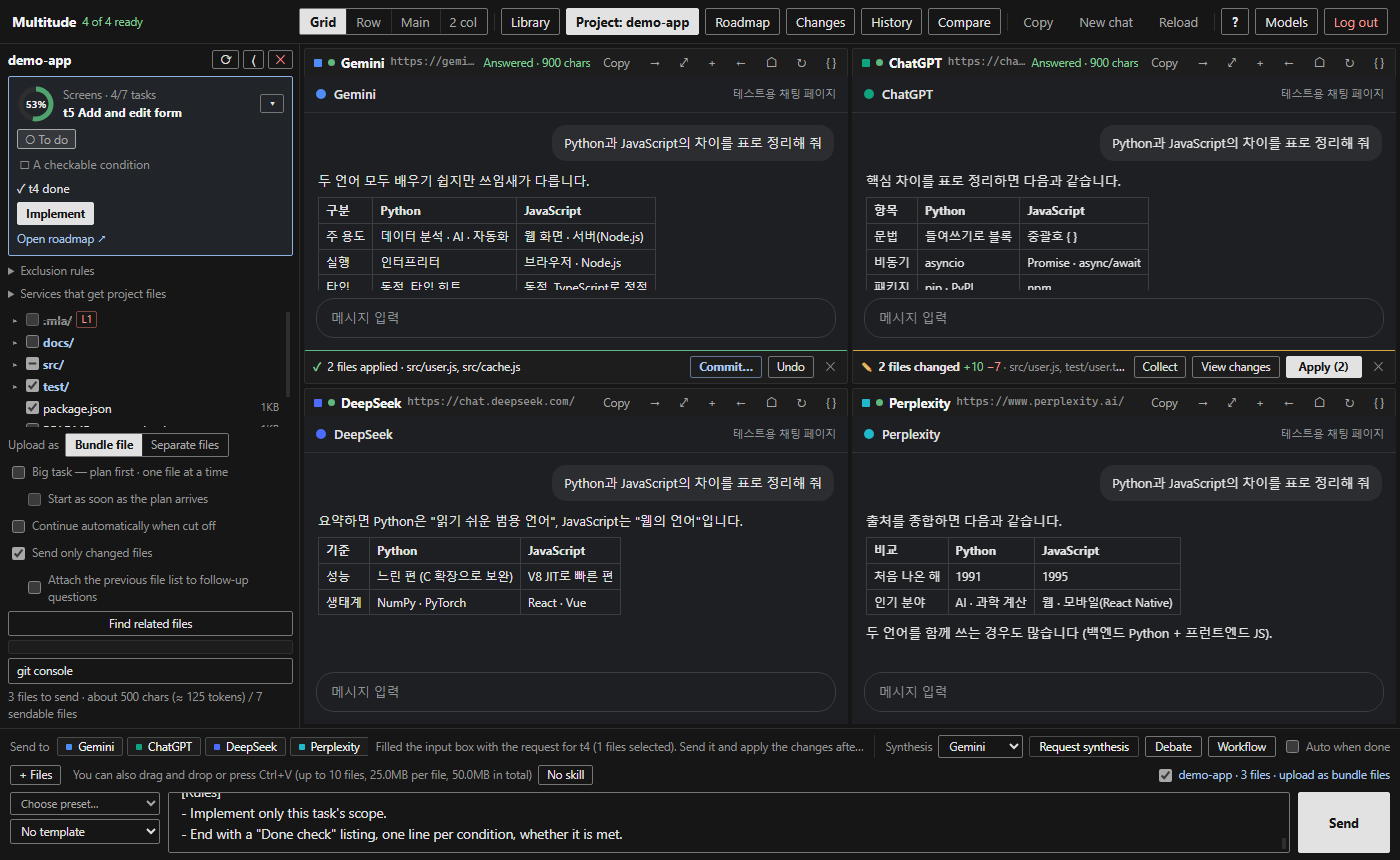 Multitude 4 of 4 ready
Grid Row Main 2 col Library Project: demo-app Roadmap Changes History Compare Copy New chat Reload ? Models Log out
demo-app
53% Screens · 4/7 tasks
t5 Add and edit form
To do
A checkable condition
✓ t4 done
Implement
Open roadmap ↗
Exclusion rules
Services that get project files
.mla/ L1
docs/
src/
test/
package.json 1KB
Upload as Bundle file Separate files
Big task — plan first · one file at a time
Start as soon as the plan arrives
Continue automatically when cut off
Send only changed files
Attach the previous file list to follow-up
questions
Find related files
git console
3 files to send · about 500 chars (≈ 125 tokens) / 7
sendable files
Gemini https://gemi... Answered · 900 chars Copy → ⤢ + ← ↻ { }
Gemini 테스트용 채팅 페이지
Python과 JavaScript의 차이를 표로 정리해 줘
두 언어 모두 배우기 쉽지만 쓰임새가 다릅니다.
구분 Python JavaScript
주 용도 데이터 분석 · AI · 자동화 웹 화면 · 서버(Node.js)
실행 인터프리터 브라우저 · Node.js
타입 동적, 타입 힌트 동적, TypeScript로 정적
메시지 입력
✓ 2 files applied · src/user.js, src/cache.js Commit... Undo ×
ChatGPT https://cha... Answered · 900 chars Copy → ⤢ + ← ↻ { }
ChatGPT 테스트용 채팅 페이지
Python과 JavaScript의 차이를 표로 정리해 줘
핵심 차이를 표로 정리하면 다음과 같습니다.
항목 Python JavaScript
문법 들여쓰기로 블록 중괄호 { }
비동기 asyncio Promise · async/await
패키지 pip · PyPI npm
메시지 입력
2 files changed +10 −7 · src/user.js, test/user.t... Collect View changes Apply (2) ×
DeepSeek https://chat.deepseek.com/ Copy → ⤢ + ← ↻ { }
DeepSeek 테스트용 채팅 페이지
Python과 JavaScript의 차이를 표로 정리해 줘
요약하면 Python은 "읽기 쉬운 범용 언어", JavaScript는 "웹의 언어"입니다.
기준 Python JavaScript
성능 느린 편 (C 확장으로 보완) V8 JIT로 빠른 편
생태계 NumPy · PyTorch React · Vue
메시지 입력
Perplexity https://www.perplexity.ai/ Copy → ⤢ + ← ↻ { }
Perplexity 테스트용 채팅 페이지
Python과 JavaScript의 차이를 표로 정리해 줘
출처를 종합하면 다음과 같습니다.
비교 Python JavaScript
처음 나온 해 1991 1995
인기 분야 AI · 과학 계산 웹 · 모바일(React Native)
두 언어를 함께 쓰는 경우도 많습니다 (백엔드 Python + 프런트엔드 JS).
메시지 입력
Send to Gemini ChatGPT DeepSeek Perplexity Filled the input box with the request for t4 (1 files selected). Send it and apply the changes afte... Synthesis Gemini Request synthesis Debate Workflow Auto when done
+ Files You can also drag and drop or press Ctrl+V (up to 10 files, 25.0MB per file, 50.0MB in total) No skill demo-app · 3 files · upload as bundle files
Choose preset...
No template
[Rules]
- Implement only this task's scope.
- End with a "Done check" listing, one line per condition, whether it is met.
Send